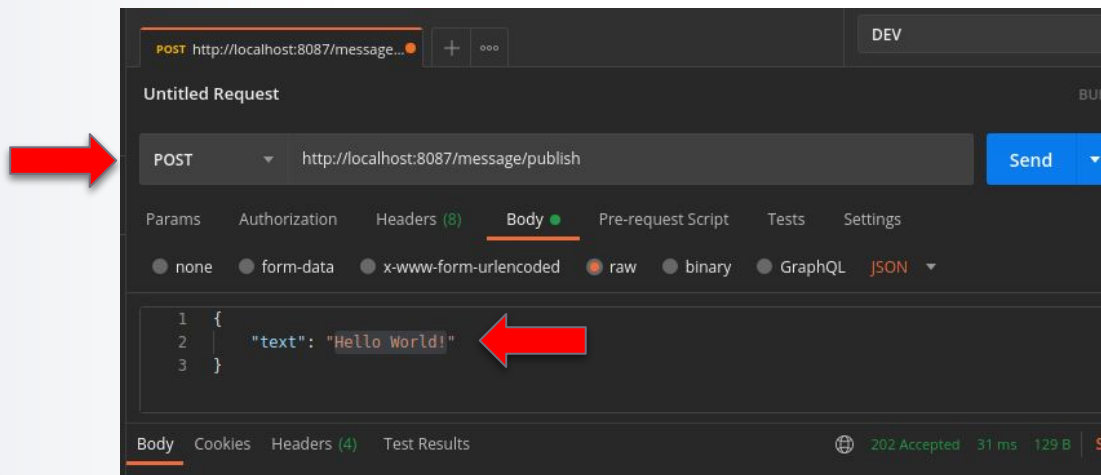 POST http://localhost:8087/message...
DEV
Untitled Request
POST http://localhost:8087/message/publish Send
Params Authorization Headers (8) Body Pre-request Script Tests Settings
none form-data x-www-form-urlencoded raw binary GraphQL JSON
1 {
2 "text": "Hello World!"
3 }
Body Cookies Headers (4) Test Results 202 Accepted 31 ms 129 B